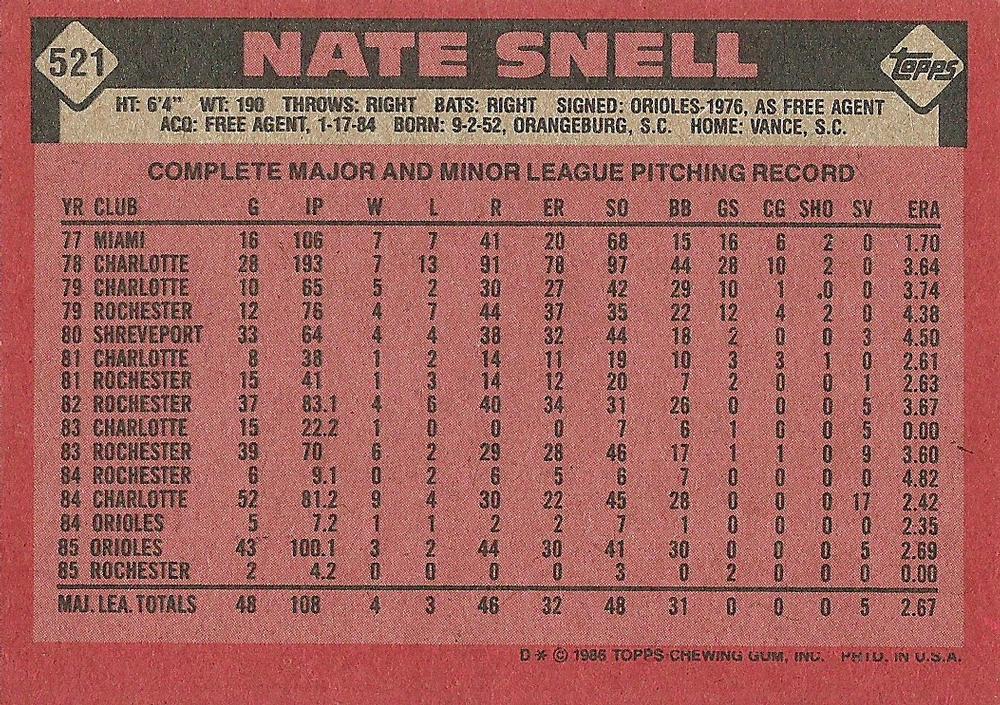 521 NATE SNELL Topps
HT: 6'4" WT: 190 THROWS: RIGHT BATS: RIGHT SIGNED: ORIOLES-1976, AS FREE AGENT
ACQ: FREE AGENT, 1-17-84 BORN: 9-2-52, ORANGEBURG, S.C. HOME: VANCE, S.C.
COMPLETE MAJOR AND MINOR LEAGUE PITCHING RECORD
YR CLUB G IP W L R ER SO BB GS CG SHO SV ERA
77 MIAMI 16 106 7 7 41 20 68 15 16 6 2 0 1.70
78 CHARLOTTE 28 193 7 13 91 78 97 44 28 10 2 0 3.64
79 CHARLOTTE 10 65 5 2 30 27 42 29 10 1 .0 0 3.74
79 ROCHESTER 12 76 4 7 44 37 35 22 12 4 2 0 4.38
80 SHREVEPORT 33 64 4 4 38 32 44 18 2 0 0 3 4.50
81 CHARLOTTE 8 38 1 2 14 11 19 10 3 3 1 0 2.61
81 ROCHESTER 15 41 1 3 14 12 20 7 2 0 0 1 2.63
82 ROCHESTER 37 83.1 4 6 40 34 31 26 0 0 0 5 3.67
83 CHARLOTTE 15 22.2 1 0 0 0 7 6 1 0 0 5 0.00
83 ROCHESTER 39 70 6 2 29 28 46 17 1 1 0 9 3.60
84 ROCHESTER 6 9.1 0 2 6 5 6 7 0 0 0 0 4.82
84 CHARLOTTE 52 81.2 9 4 30 22 45 28 0 0 0 17 2.42
84 ORIOLES 5 7.2 1 1 2 2 7 1 0 0 0 0 2.35
85 ORIOLES 43 100.1 3 2 44 30 41 30 0 0 0 5 2.69
85 ROCHESTER 2 4.2 0 0 0 0 3 0 2 0 0 0 0.00
MAJ. LEA. TOTALS 48 108 4 3 46 32 48 31 0 0 0 5 2.67
D * © 1986 TOPPS CHEWING GUM, INC. PRTD. IN U.S.A.